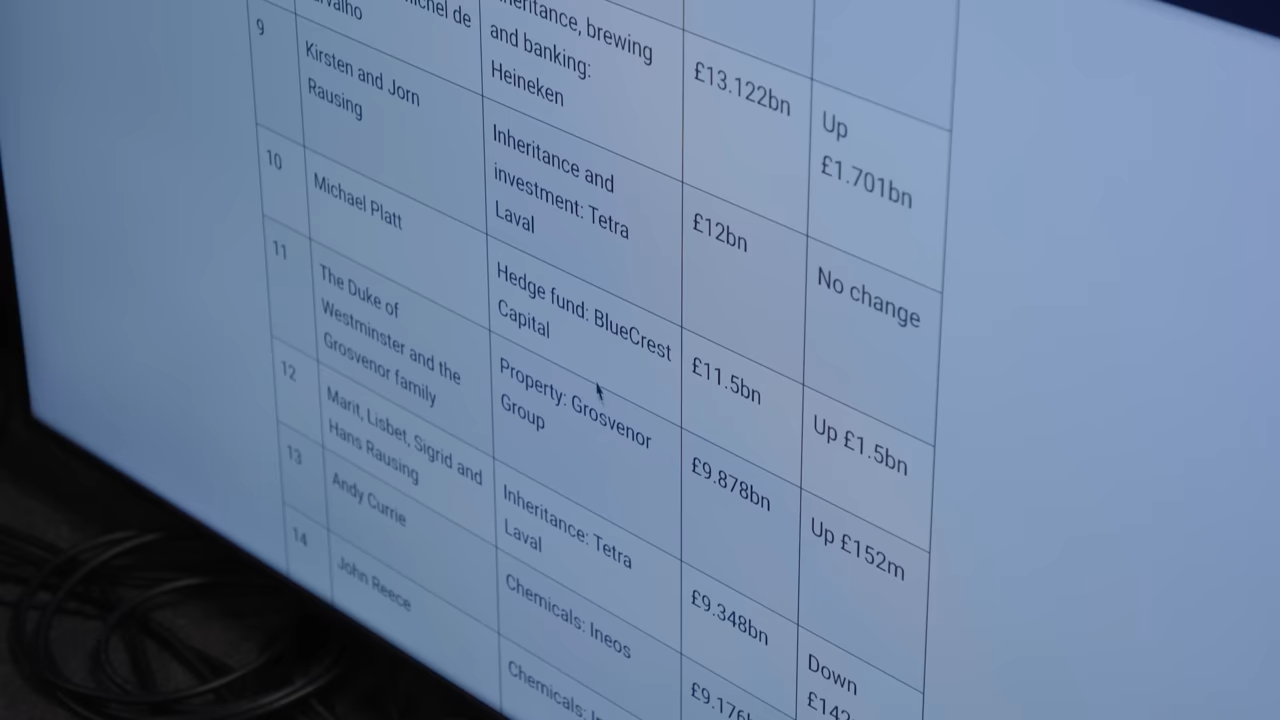 and banking:
Heineken
£13.122bn
Up
£1.701bn
9
Kirsten and Jorn
Rausing
Inheritance and
investment: Tetra
Laval
£12bn
No change
10
Michael Platt
Hedge fund: BlueCrest
Capital
£11.5bn
Up £1.5bn
11
The Duke of
Westminster and the
Grosvenor family
Property: Grosvenor
Group
£9.878bn
Up £152m
12
Marit, Lisbet, Sigrid and
Hans Rausing
Inheritance: Tetra
Laval
£9.348bn
Down
13
Andy Currie
Chemicals: Ineos
14
John Reece
Chemicals: